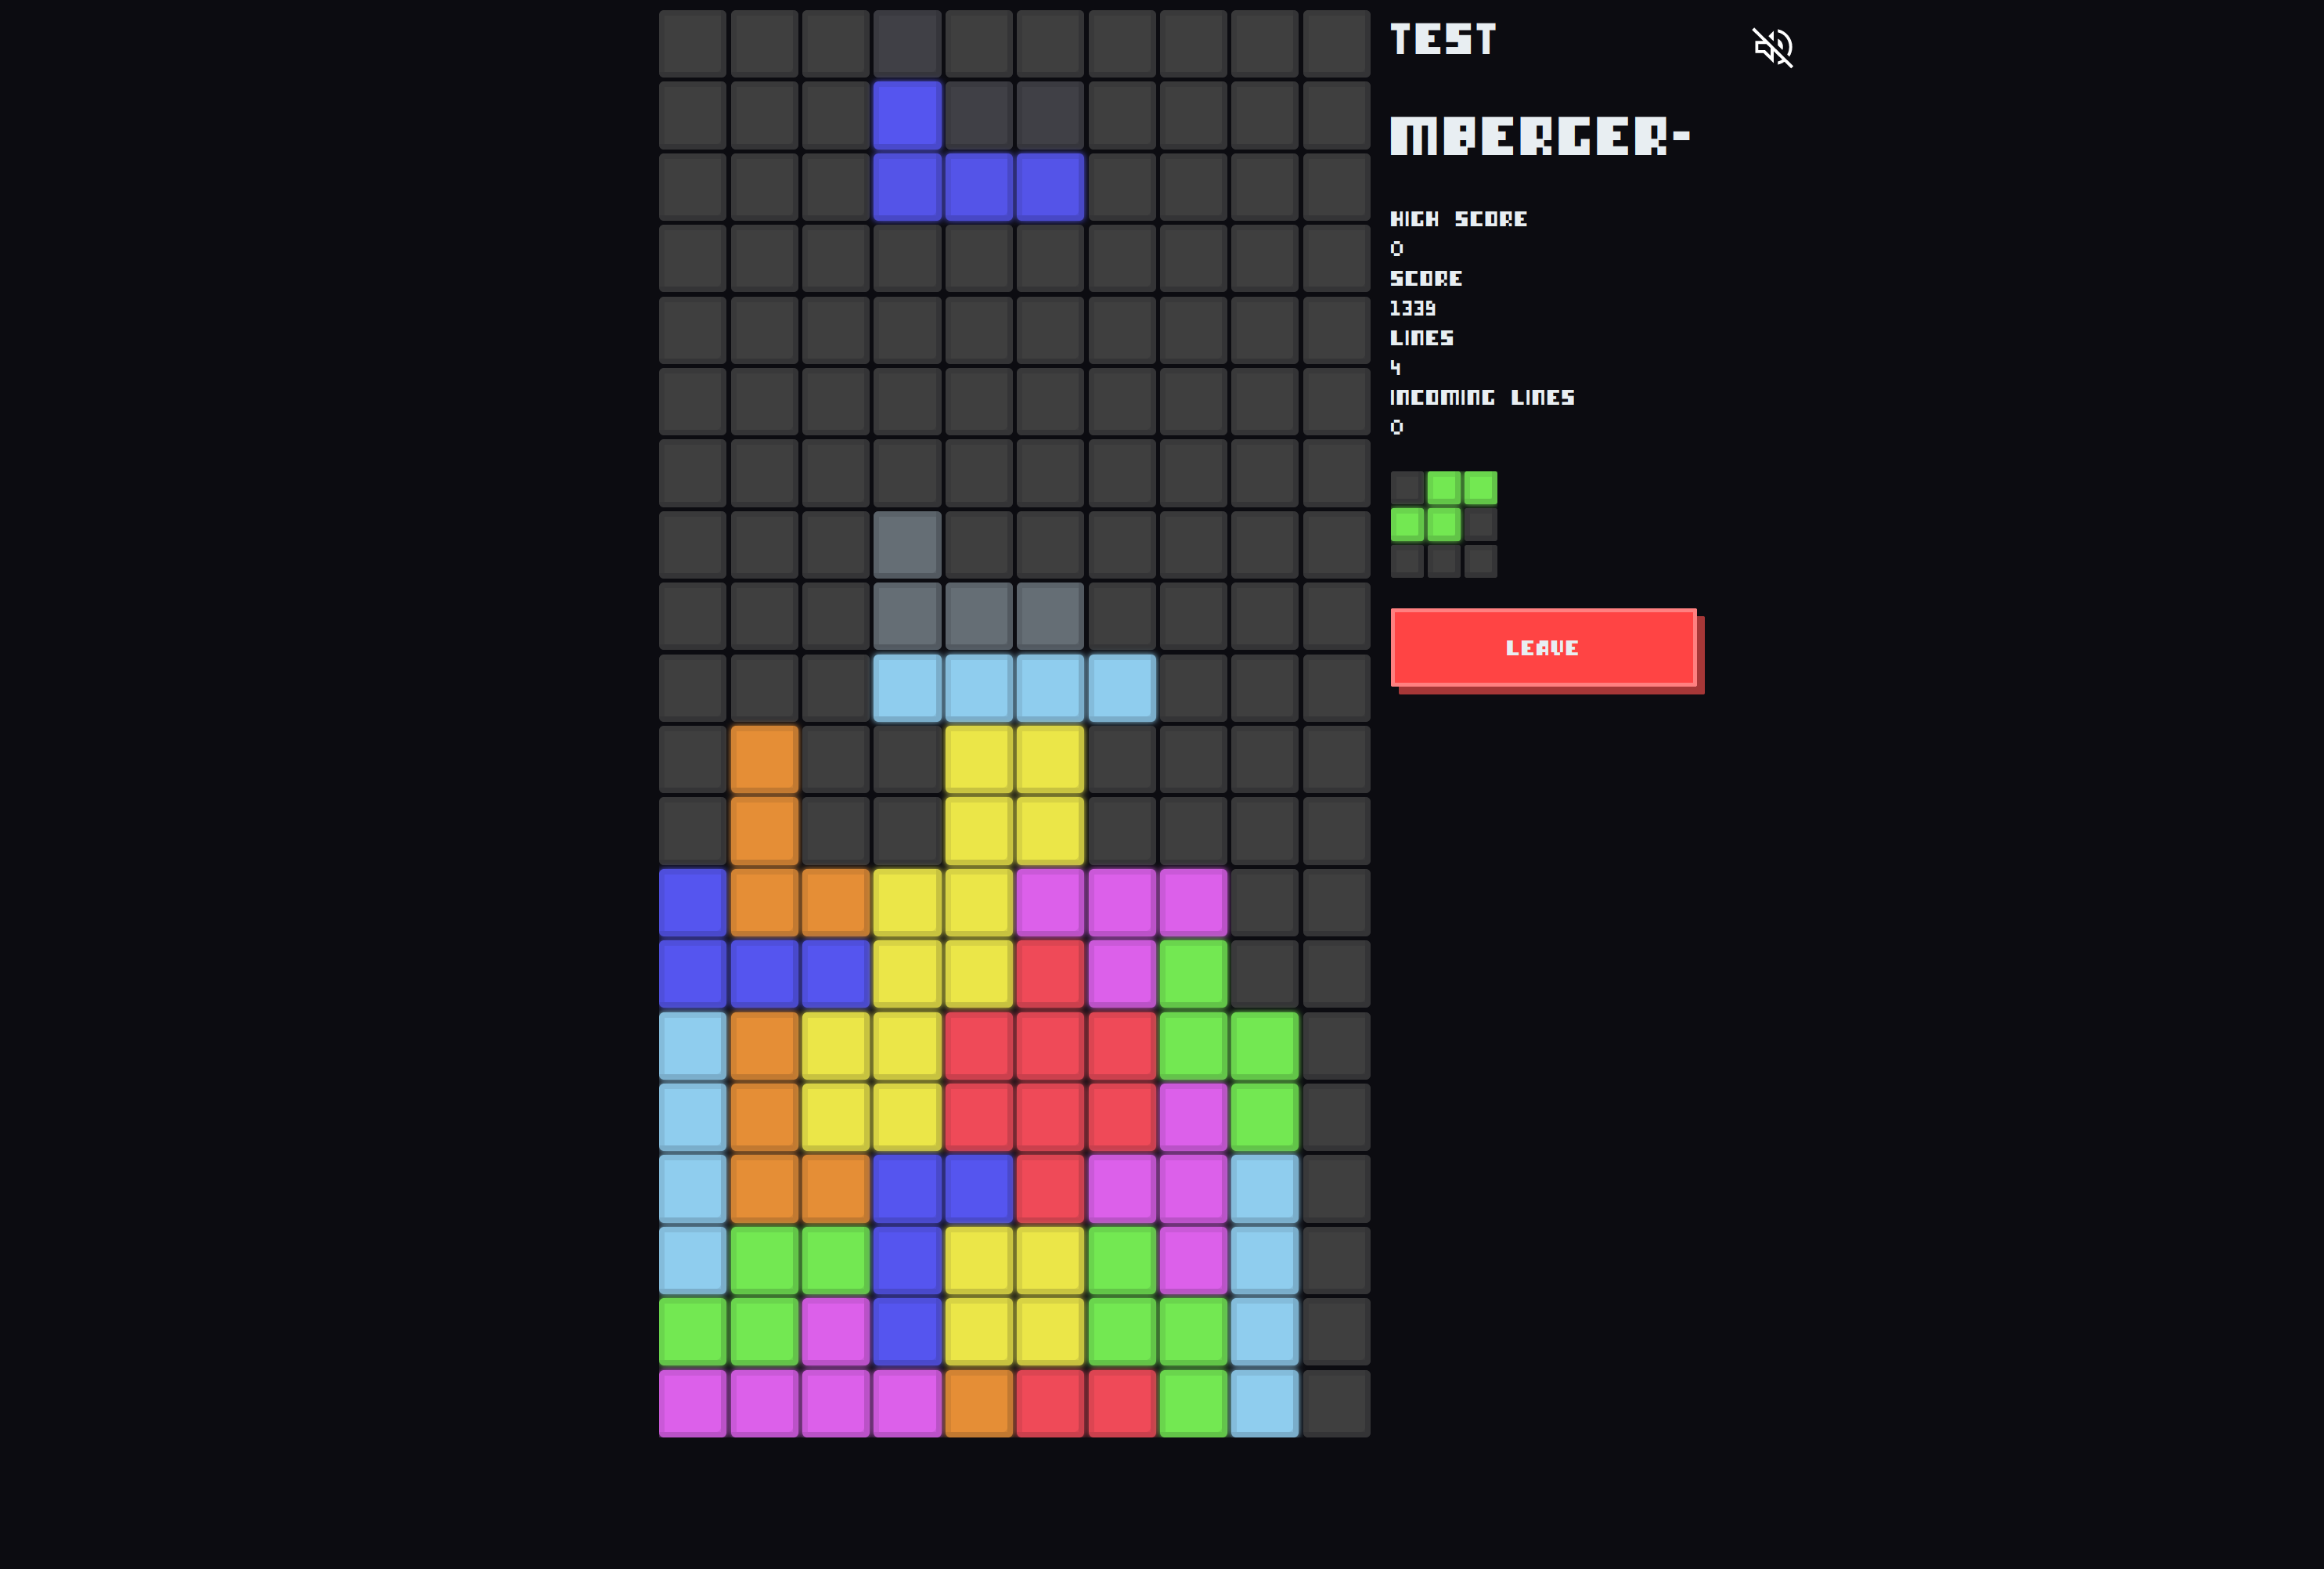 TEST
MBERGER-
HIGH SCORE
0
SCORE
1339
LINES
4
INCOMING LINES
0
LEAVE